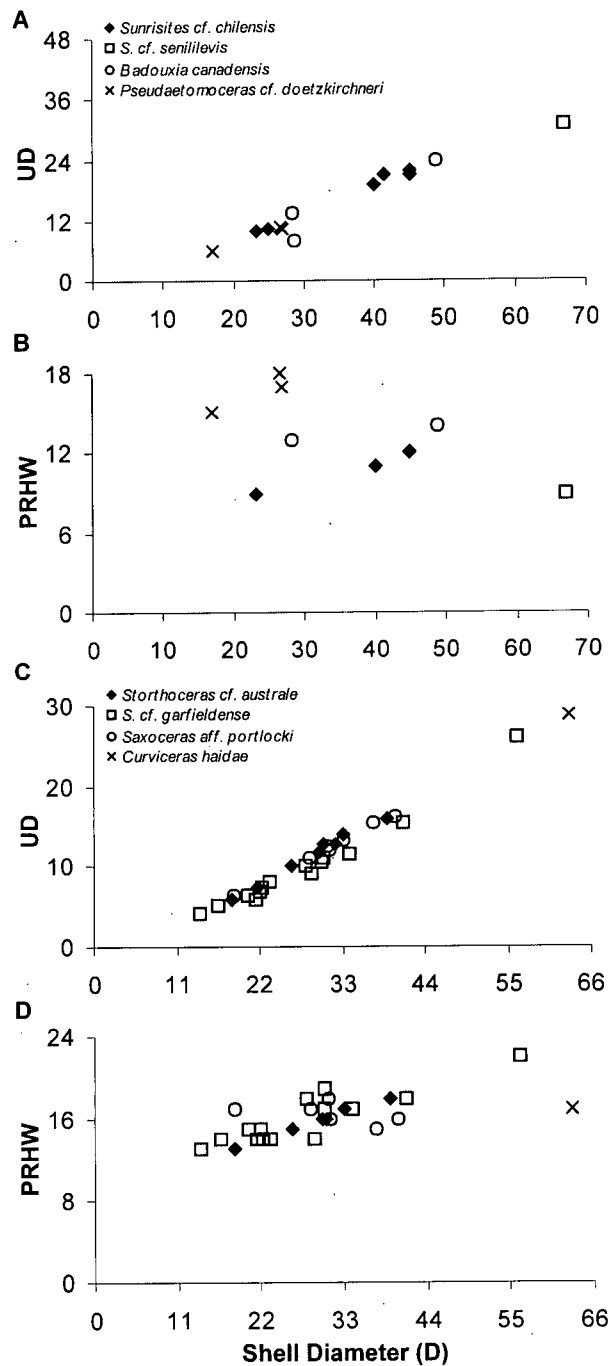 A
Sunrisites cf. chilensis
S. cf. senililevis
Badouxia canadensis
Pseudaetomoceras cf. doetzkirchneri
48
36
24
12
0
UD
0 10 20 30 40 50 60 70
B
18
12
6
0
PRHW
0 10 20 30 40 50 60 70
C
Storthoceras cf. australe
S. cf. garfieldense
Saxoceras aff. portlocki
Curviceras haidae
30
20
10
0
UD
0 11 22 33 44 55 66
D
24
16
8
0
PRHW
0 11 22 33 44 55 66
Shell Diameter (D)